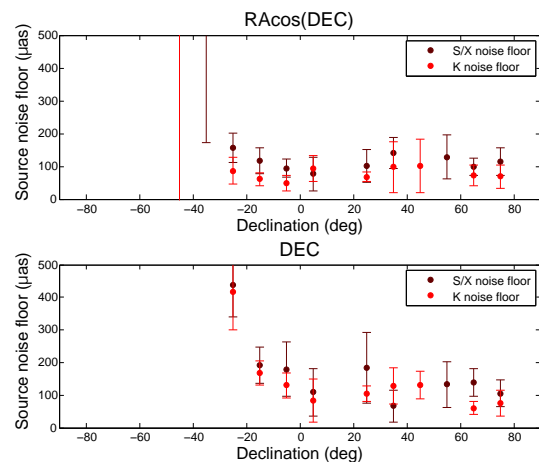 RAcos(DEC)
Source noise floor (μas)
500
400
300
200
100
0
S/X noise floor
K noise floor
−80 −60 −40 −20 0 20 40 60 80
Declination (deg)
DEC
Source noise floor (μas)
500
400
300
200
100
0
S/X noise floor
K noise floor
−80 −60 −40 −20 0 20 40 60 80
Declination (deg)